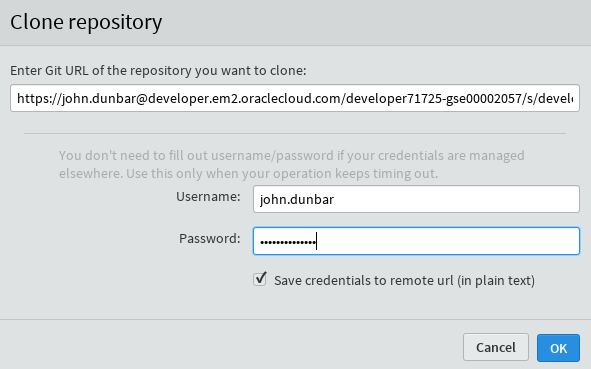 Clone repository
Enter Git URL of the repository you want to clone:
https://john.dunbar@developer.em2.oraclecloud.com/developer71725-gse00002057/s/develo
You don't need to fill out username/password if your credentials are managed
elsewhere. Use this only when your operation keeps timing out.
Username: john.dunbar
Password: ••••••••••••••
Save credentials to remote url (in plain text)
Cancel OK